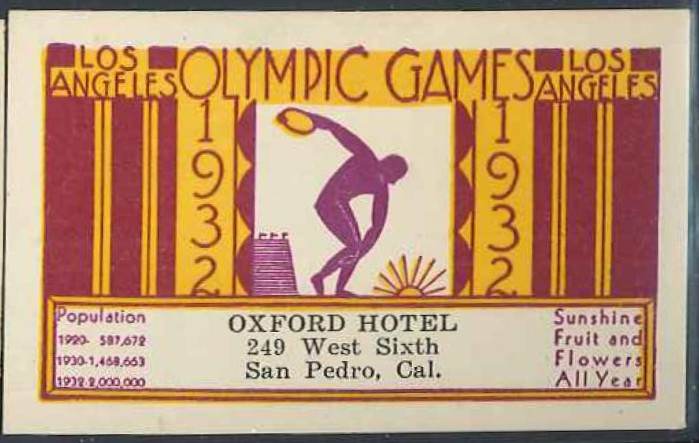 LOS ANGELES OLYMPIC GAMES LOS ANGELES
1932
1932
Population
1920- 587,672
1930-1,468,663
1932-2,000,000
OXFORD HOTEL
249 West Sixth
San Pedro, Cal.
Sunshine
Fruit and
Flowers
All Year